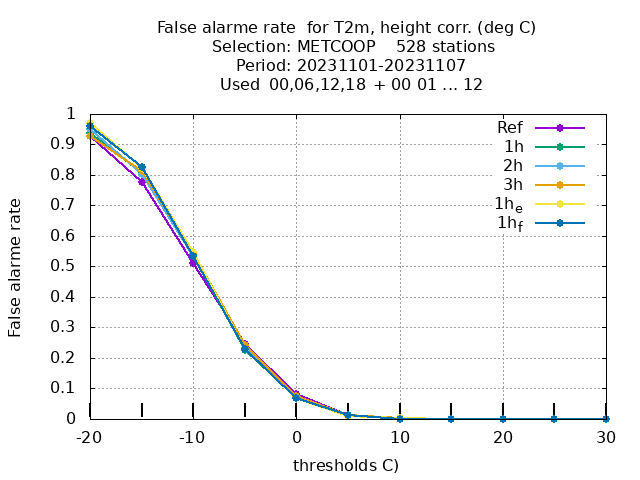 False alarme rate  for T2m, height corr. (deg C)
Selection: METCOOP    528 stations
Period: 20231101-20231107
Used  00,06,12,18  + 00 01 ... 12
1
0.9
0.8
0.7
0.6
0.5
0.4
0.3
0.2
0.1
0
False alarme rate
Ref
1h
2h
3h
1h_e
1h_f
-20 -10 0 10 20 30
thresholds C)